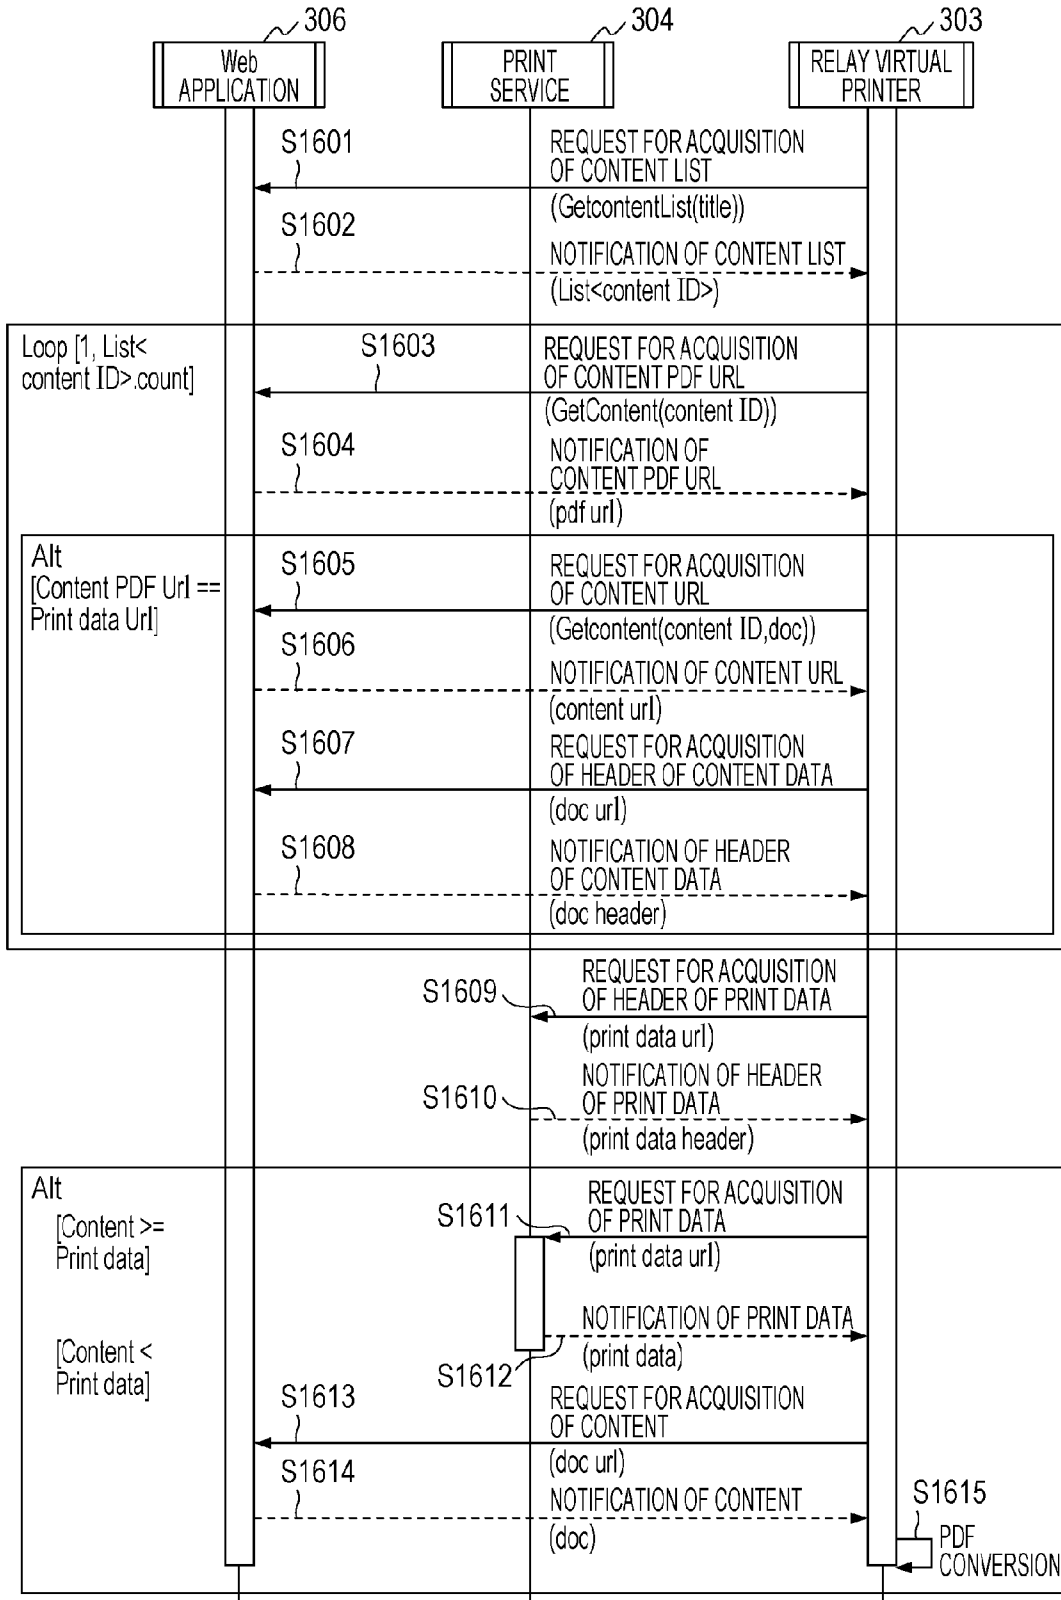 306
304
303
Web
APPLICATION
PRINT
SERVICE
RELAY VIRTUAL
PRINTER
S1601
REQUEST FOR ACQUISITION
OF CONTENT LIST
(GetcontentList(title))
S1602
NOTIFICATION OF CONTENT LIST
(List<content ID>)
Loop [1, List<
content ID>.count]
S1603
REQUEST FOR ACQUISITION
OF CONTENT PDF URL
(GetContent(content ID))
S1604
NOTIFICATION OF
CONTENT PDF URL
(pdf url)
Alt
[Content PDF Url ==
Print data Url]
S1605
REQUEST FOR ACQUISITION
OF CONTENT URL
(Getcontent(content ID,doc))
S1606
NOTIFICATION OF CONTENT URL
(content url)
S1607
REQUEST FOR ACQUISITION
OF HEADER OF CONTENT DATA
(doc url)
S1608
NOTIFICATION OF HEADER
OF CONTENT DATA
(doc header)
S1609
REQUEST FOR ACQUISITION
OF HEADER OF PRINT DATA
(print data url)
S1610
NOTIFICATION OF HEADER
OF PRINT DATA
(print data header)
Alt
[Content >=
Print data]
S1611
REQUEST FOR ACQUISITION
OF PRINT DATA
(print data url)
S1612
NOTIFICATION OF PRINT DATA
(print data)
[Content <
Print data]
S1613
REQUEST FOR ACQUISITION
OF CONTENT
(doc url)
S1614
NOTIFICATION OF CONTENT
(doc)
S1615
PDF
CONVERSION